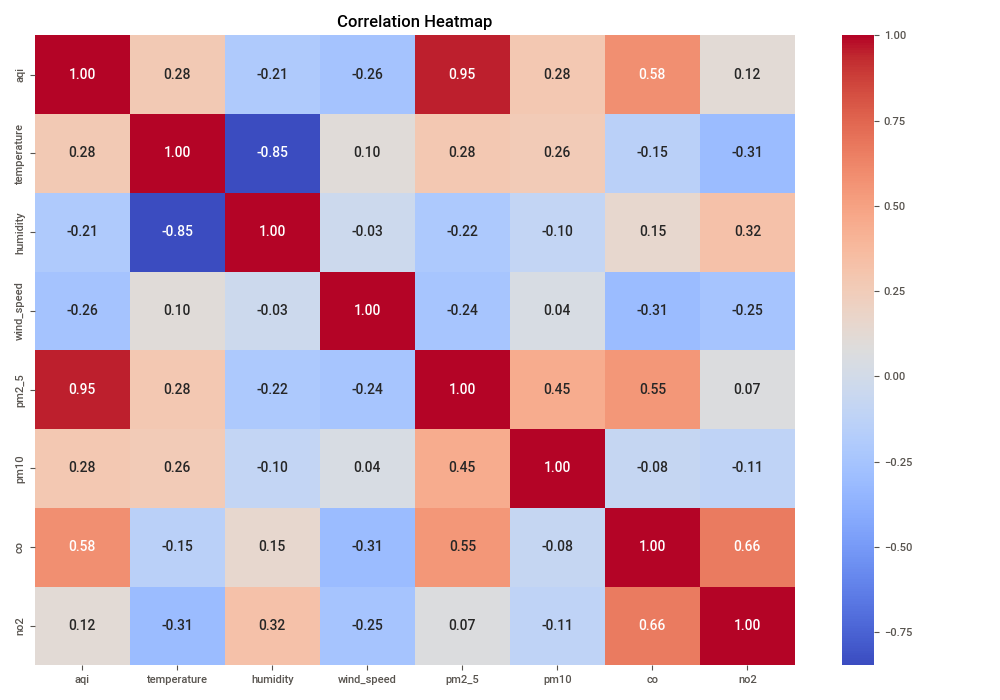 Correlation Heatmap
aqi 1.00 0.28 -0.21 -0.26 0.95 0.28 0.58 0.12
temperature 0.28 1.00 -0.85 0.10 0.28 0.26 -0.15 -0.31
humidity -0.21 -0.85 1.00 -0.03 -0.22 -0.10 0.15 0.32
wind_speed -0.26 0.10 -0.03 1.00 -0.24 0.04 -0.31 -0.25
pm2_5 0.95 0.28 -0.22 -0.24 1.00 0.45 0.55 0.07
pm10 0.28 0.26 -0.10 0.04 0.45 1.00 -0.08 -0.11
co 0.58 -0.15 0.15 -0.31 0.55 -0.08 1.00 0.66
no2 0.12 -0.31 0.32 -0.25 0.07 -0.11 0.66 1.00
aqi temperature humidity wind_speed pm2_5 pm10 co no2
1.00
0.75
0.50
0.25
0.00
−0.25
−0.50
−0.75